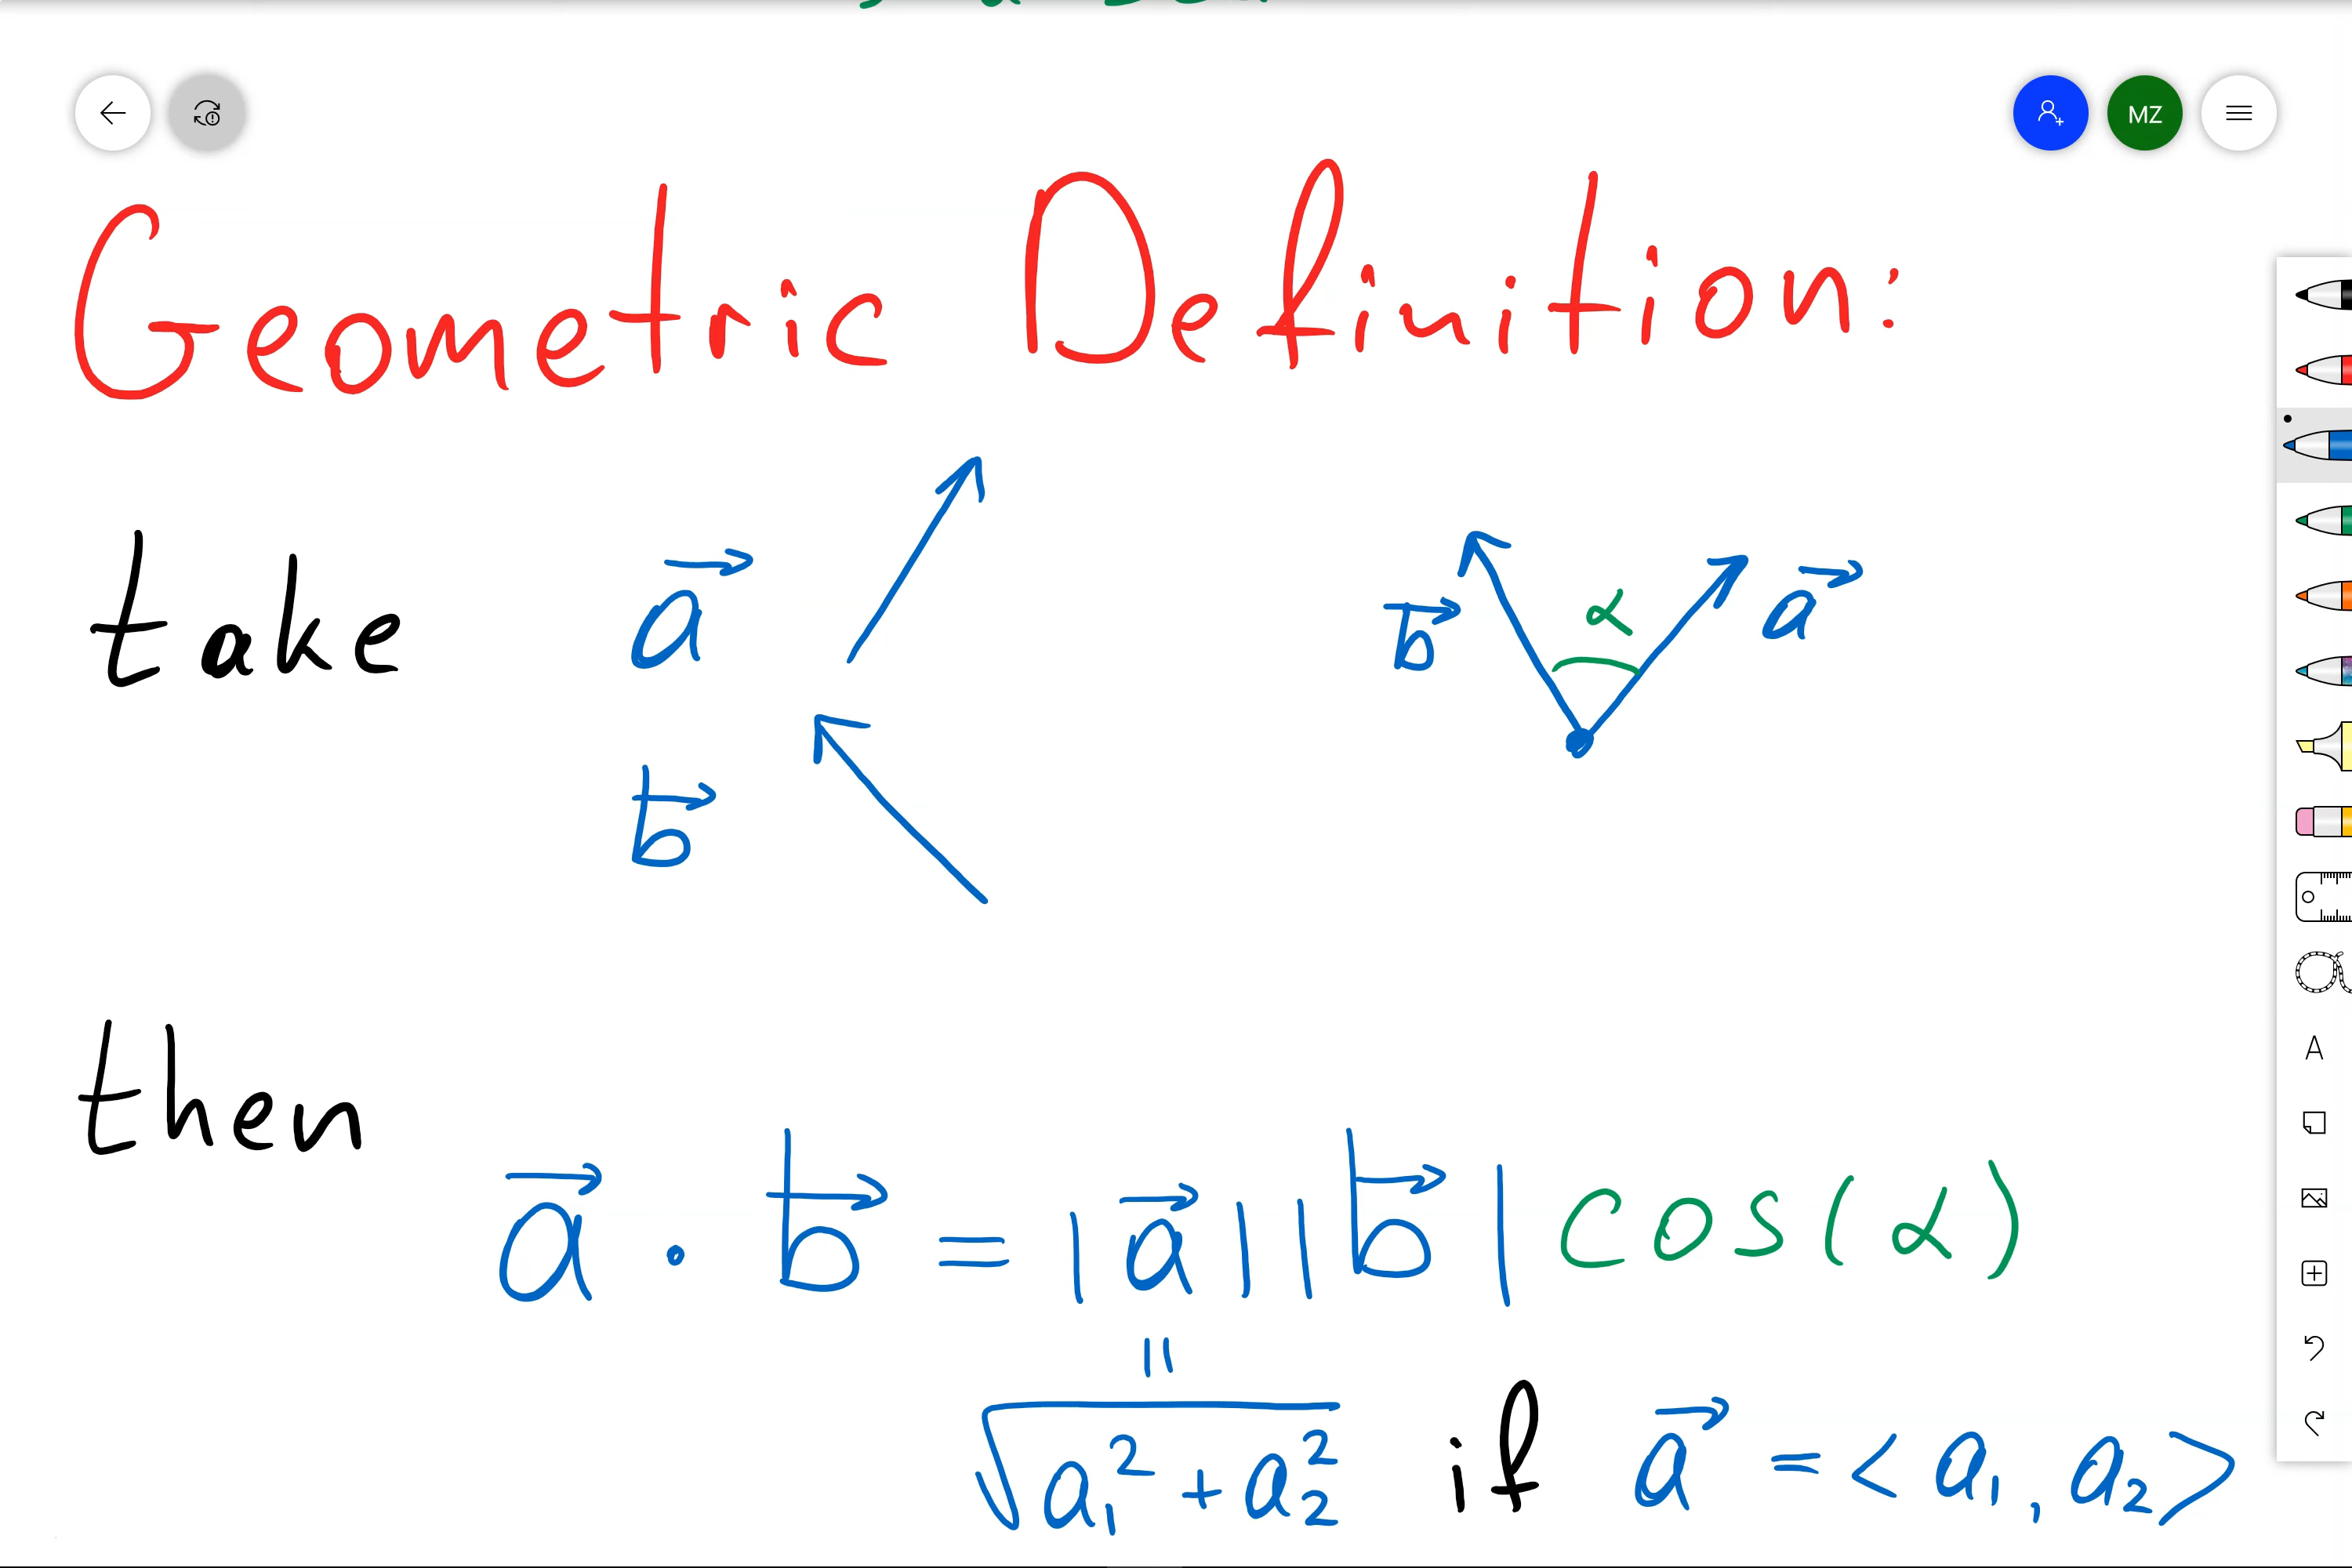 MZ
Geometric Definition:
take a⃗
b⃗ α a⃗
b⃗
then
a⃗ · b⃗ = |a⃗||b⃗| cos(α)
=
√(a₁² + a₂²) if a⃗ = <a₁, a₂>
A